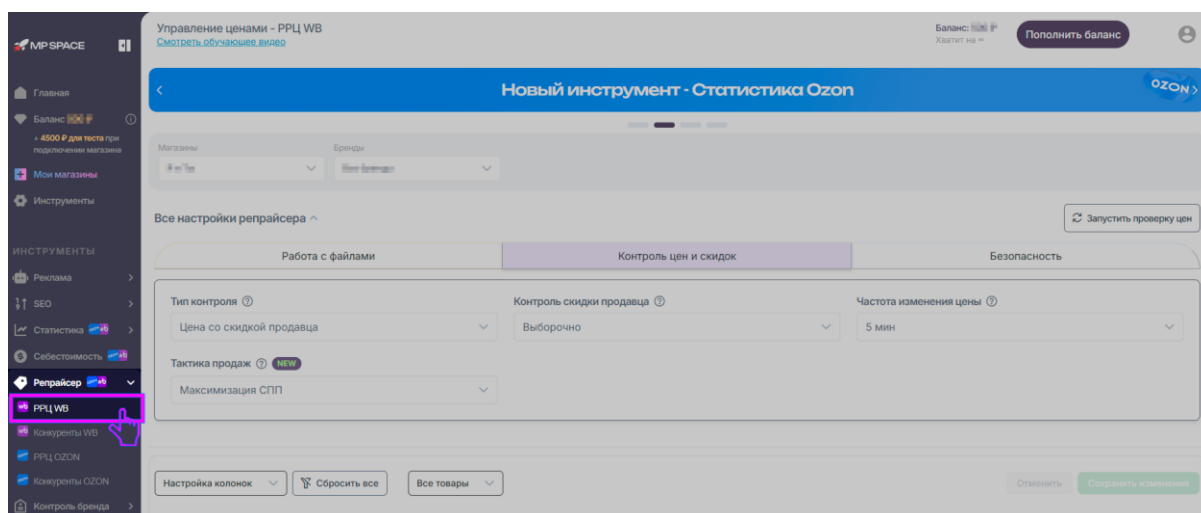 MPSPACE
Главная
Баланс
+ 4500 ₽ для теста при
подключении магазина
Мои магазины
Инструменты
ИНСТРУМЕНТЫ
Реклама
SEO
Статистика
Себестоимость
Репрайсер
РРЦ WB
Конкуренты WB
РРЦ OZON
Конкуренты OZON
Контроль бренда
Управление ценами - РРЦ WB
Смотреть обучающее видео
Баланс: ₽
Хватит на ∞
Пополнить баланс
Новый инструмент - Статистика Ozon
OZON
Магазины Бренды
Все настройки репрайсера
Запустить проверку цен
Работа с файлами Контроль цен и скидок Безопасность
Тип контроля Контроль скидки продавца Частота изменения цены
Цена со скидкой продавца Выборочно 5 мин
Тактика продаж NEW
Максимизация СПП
Настройка колонок Сбросить все Все товары Отменить Сохранить изменения